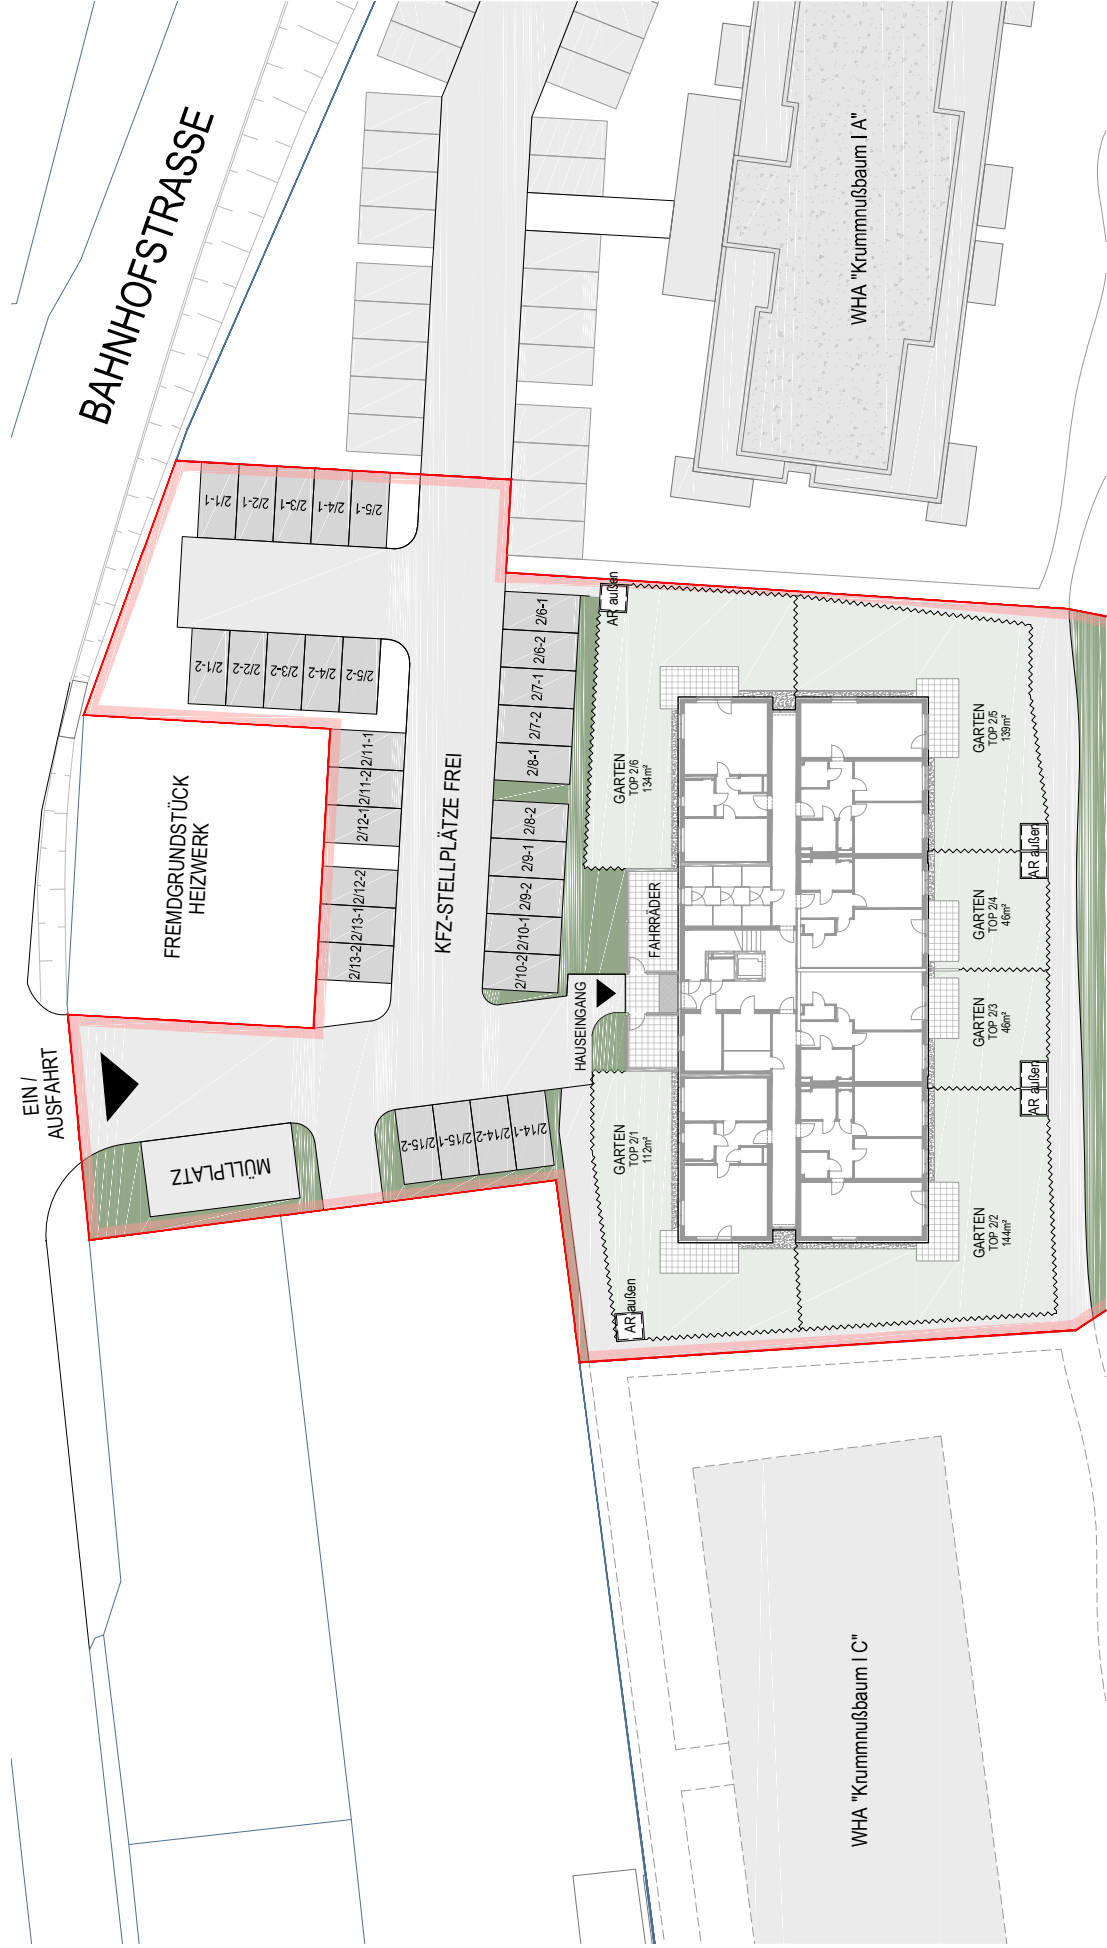 BAHNHOFSTRASSE
WHA "Krummnußbaum I A"
2/1-1
2/2-1
2/3-1
2/4-1
2/5-1
2/1-2
2/2-2
2/3-2
2/4-2
2/5-2
2/6-1
2/6-2
2/7-1
2/7-2
2/8-1
2/8-2
2/9-1
2/9-2
2/10-1
2/10-2
2/11-1
2/11-2
2/12-1
2/12-2
2/13-1
2/13-2
FREMDGRUNDSTÜCK
HEIZWERK
KFZ-STELLPLÄTZE FREI
EIN /
AUSFAHRT
MÜLLPLATZ
2/15-2
2/15-1
2/14-2
2/14-1
HAUSEINGANG
FAHRRÄDER
AR außen
GARTEN
TOP 2/6
134m²
GARTEN
TOP 2/5
139m²
AR außen
GARTEN
TOP 2/4
46m²
GARTEN
TOP 2/3
46m²
AR außen
GARTEN
TOP 2/1
112m²
GARTEN
TOP 2/2
144m²
AR außen
WHA "Krummnußbaum I C"